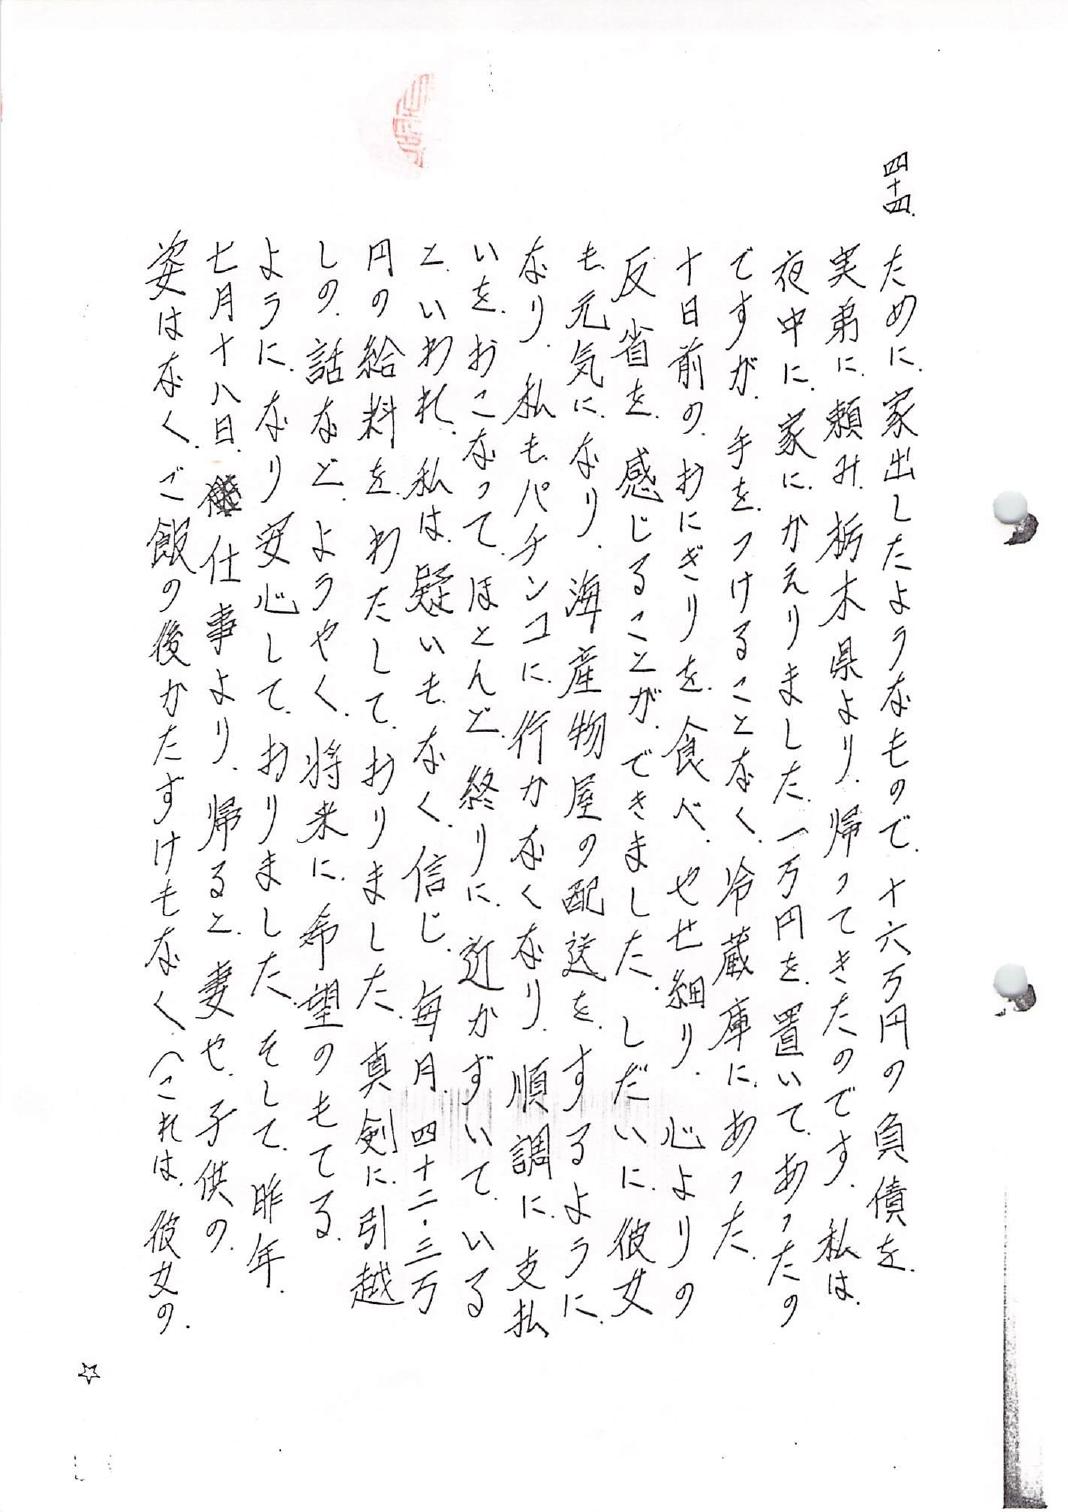 四十四.
ために、家出したようなもので、十六万円の負債を、
実弟に、頼み、栃木県より、帰ってきたのです、私は、
夜中に、家に、かえりました、一万円を、置いて、あったの
ですが、手を、つけることなく、冷蔵庫に、あった、
十日前の、おにぎりを、食べ、やせ細り、心よりの
反省を、感じることが、できました、しだいに、彼女
も、元気に、なり、海産物屋の配送を、するように、
なり、私も、パチンコに、行かなくなり、順調に、支払
いを、おこなって、ほとんど、終りに、近かずいて、いる
と、いわれ、私は、疑いもなく、信じ、毎月、四十二・三万
円の給料を、わたして、おりました、真剣に、引越
しの、話など、ようやく、将来に、希望のもてる、
ように、なり、安心して、おりました、そして、昨年、
七月十八日、仕事より、帰ると、妻や、子供の、
姿はなく、ご飯の後かたずけもなく、(これは、彼女の、
☆